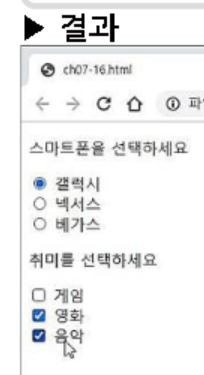 ▶ 결과
ch07-16.html
스마트폰을 선택하세요
갤럭시
넥서스
베가스
취미를 선택하세요
게임
영화
음악